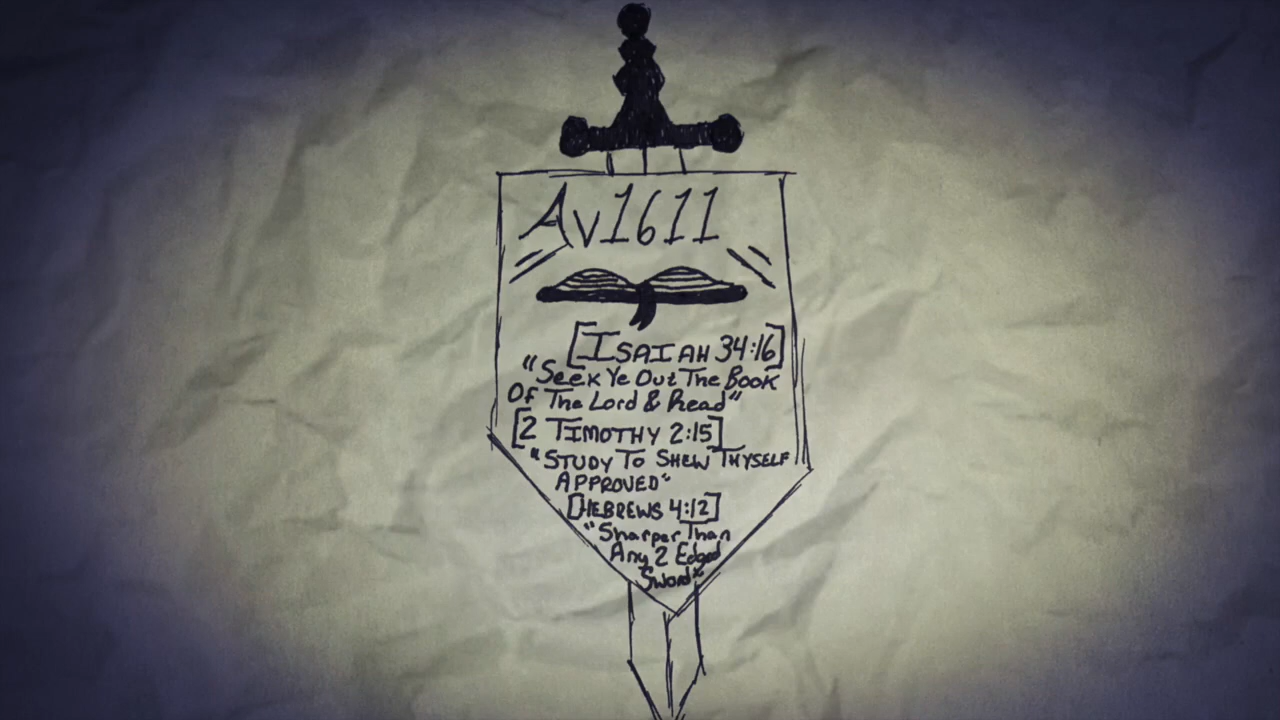 Av1611
[ISAIAH 34:16]
"Seek Ye Out The Book
Of The Lord & Read"
[2 TIMOTHY 2:15]
"STUDY TO SHEW THYSELF
APPROVED"
[HEBREWS 4:12]
"Sharper Than
Any 2 Edged
Sword"